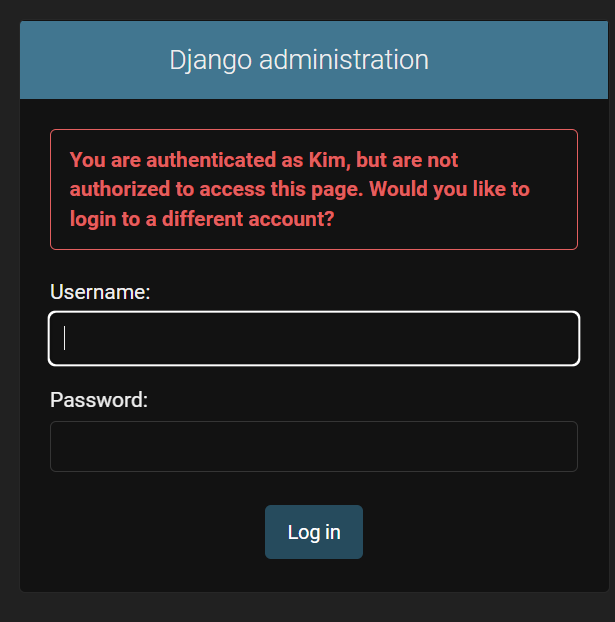 Django administration
You are authenticated as Kim, but are not
authorized to access this page. Would you like to
login to a different account?
Username:
Password:
Log in